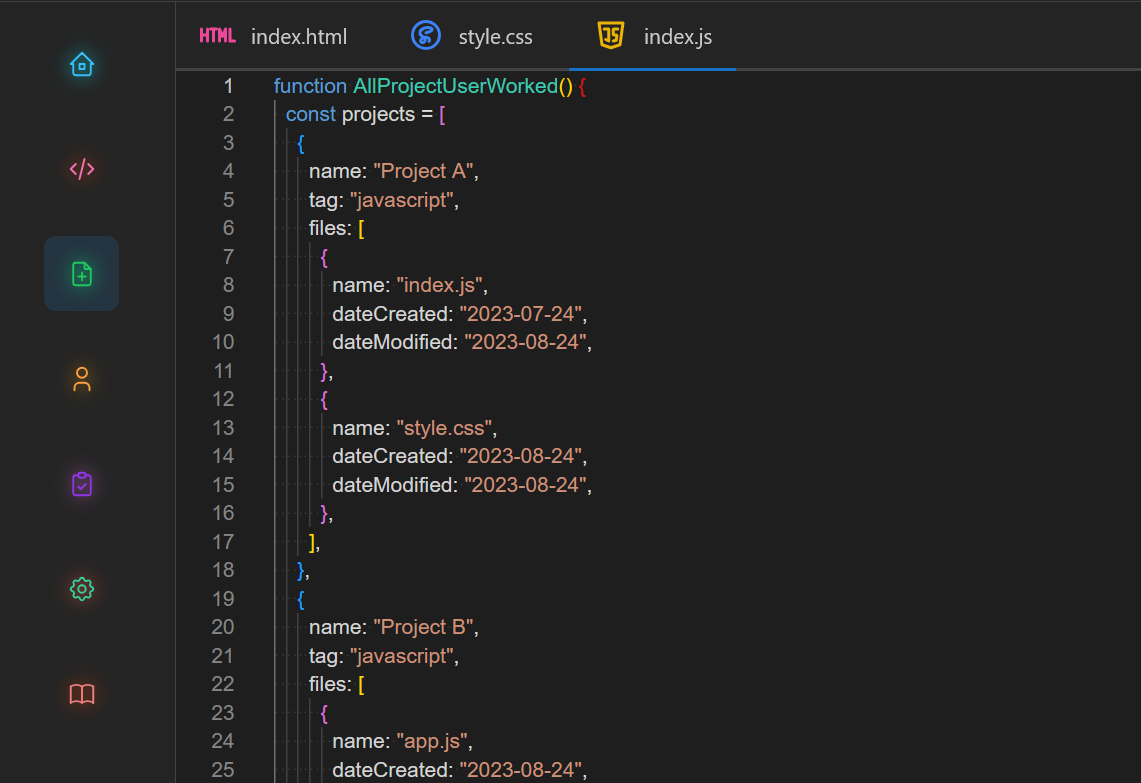 HTML index.html style.css JS index.js
1 function AllProjectUserWorked() {
2 const projects = [
3 {
4 name: "Project A",
5 tag: "javascript",
6 files: [
7 {
8 name: "index.js",
9 dateCreated: "2023-07-24",
10 dateModified: "2023-08-24",
11 },
12 {
13 name: "style.css",
14 dateCreated: "2023-08-24",
15 dateModified: "2023-08-24",
16 },
17 ],
18 },
19 {
20 name: "Project B",
21 tag: "javascript",
22 files: [
23 {
24 name: "app.js",
25 dateCreated: "2023-08-24",